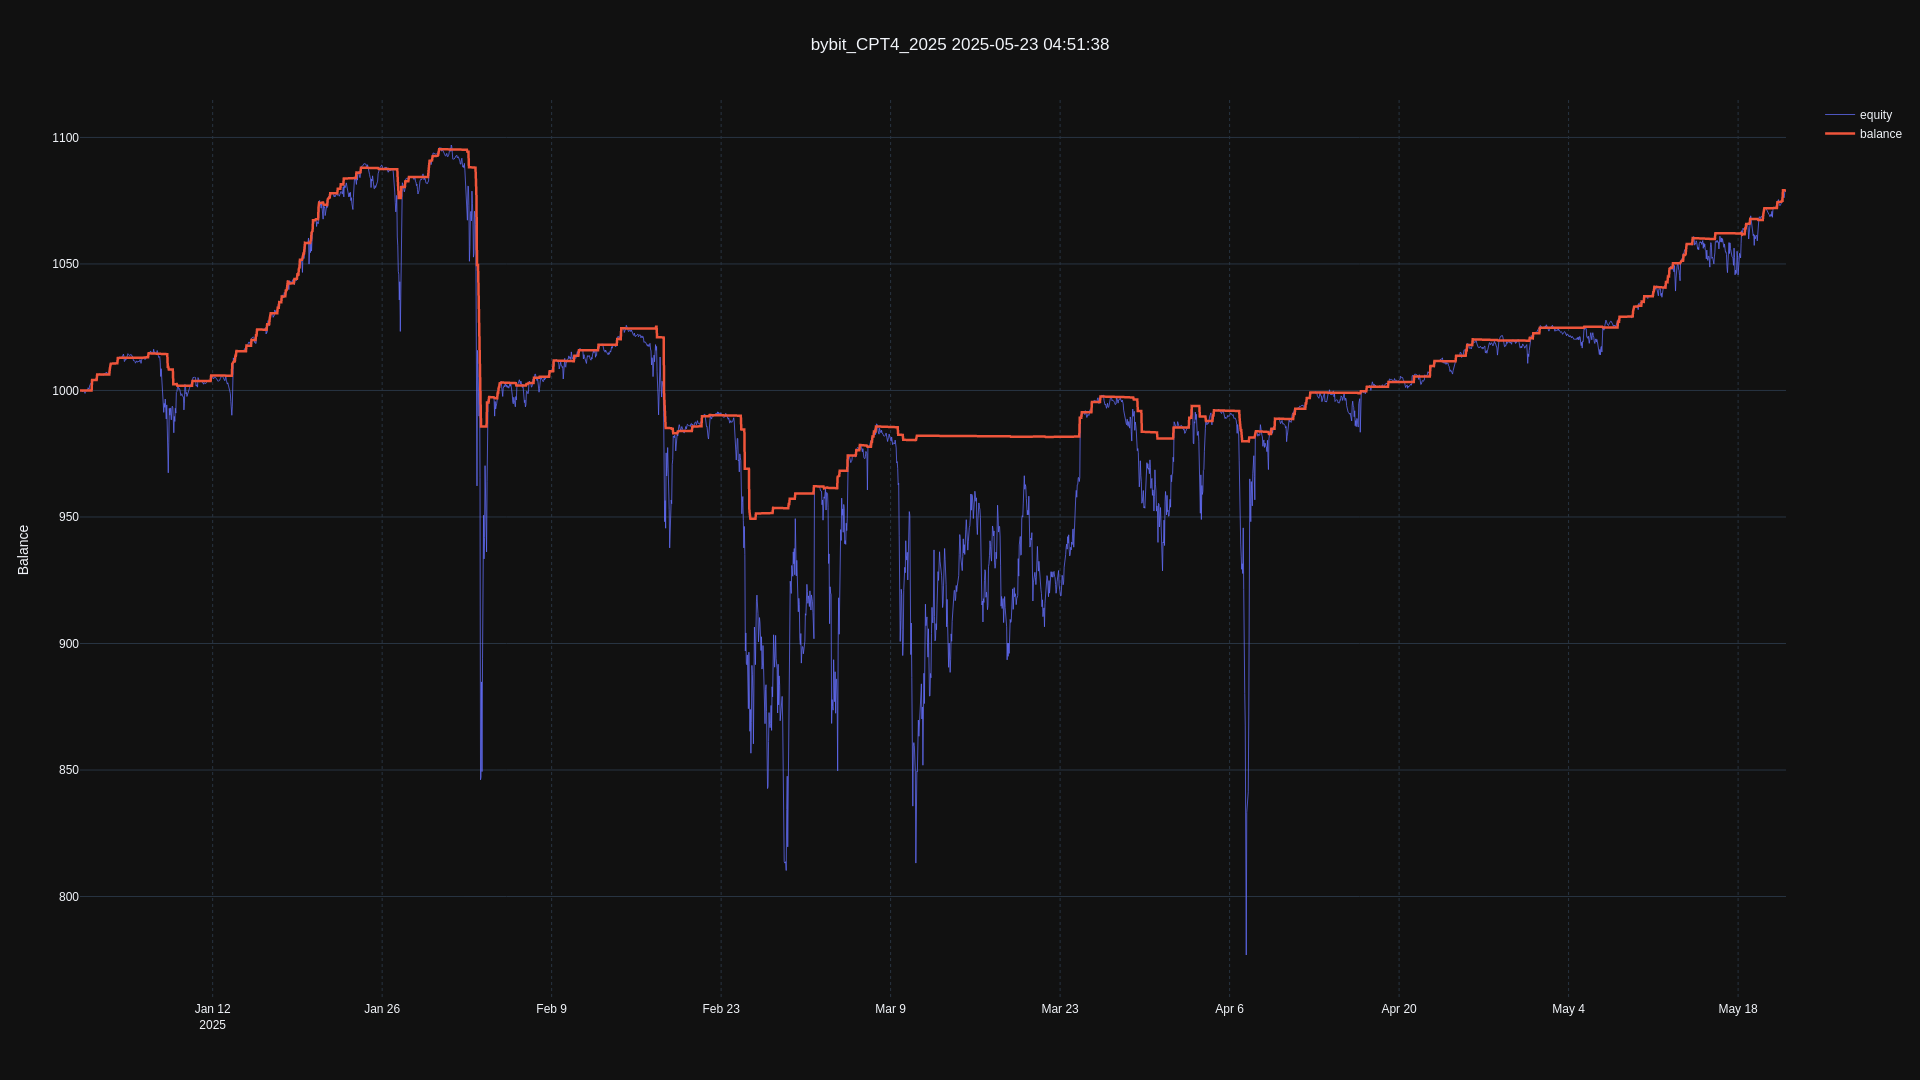 bybit_CPT4_2025 2025-05-23 04:51:38
equity
balance
Balance
1100
1050
1000
950
900
850
800
Jan 12
2025
Jan 26
Feb 9
Feb 23
Mar 9
Mar 23
Apr 6
Apr 20
May 4
May 18